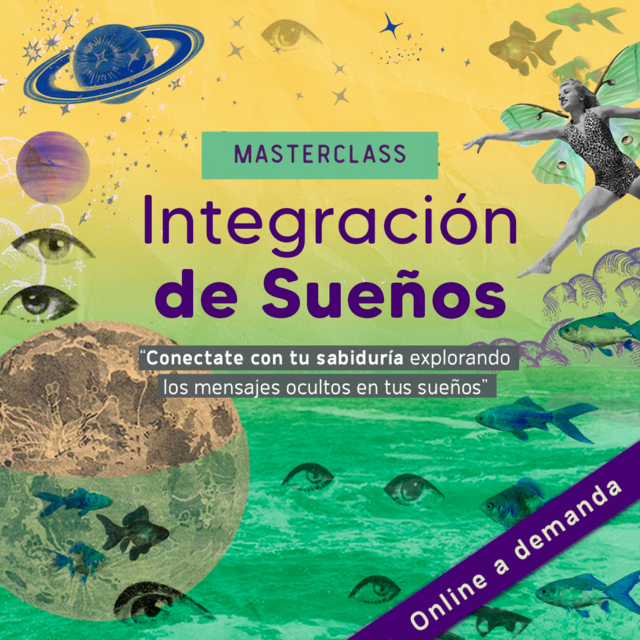 MASTERCLASS
Integración
de Sueños
“Conectate con tu sabiduría explorando
los mensajes ocultos en tus sueños”
Online a demanda